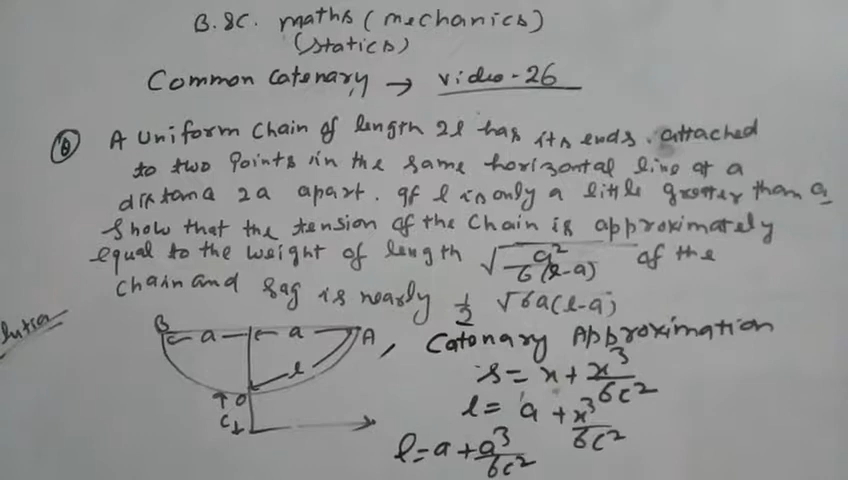 B.SC. maths (mechanics)
(statics)
Common catenary → video-26
Q A uniform chain of length 2l has its ends attached
to two points in the same horizontal line at a
distance 2a apart. If l is only a little greater than a
show that the tension of the chain is approximately
equal to the weight of length √(a²/6(l-a)) of the
chain and sag is nearly 1/2 √6a(l-a)
lution
B a a A , Catonary Approximation
l
s = x + x³/6c²
O
l = a + x³/6c²
C
l = a + a³/6c²